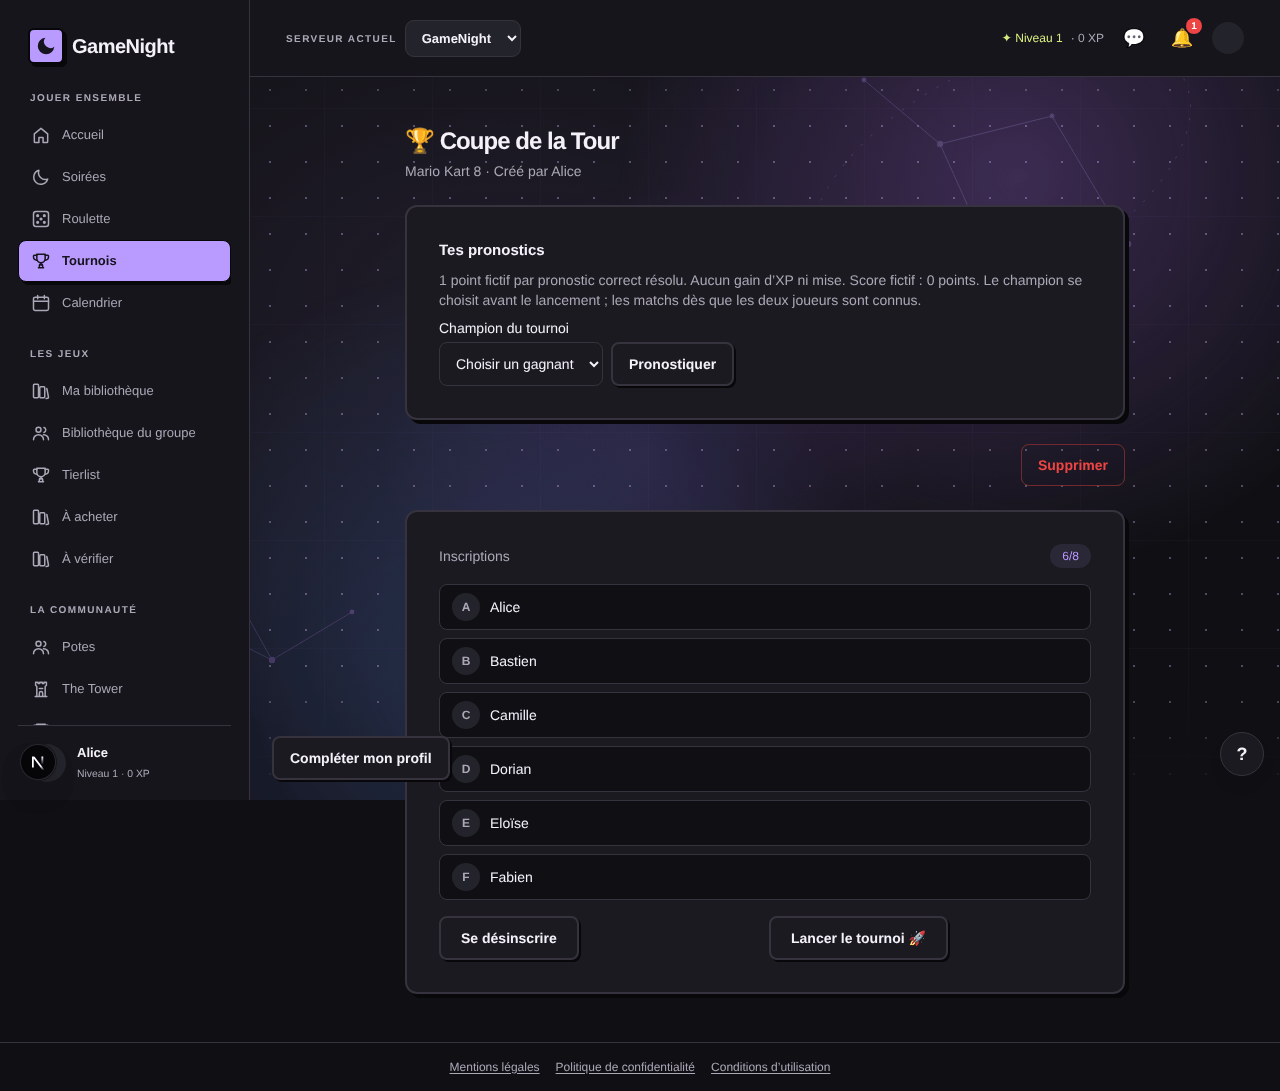 GameNight
JOUER ENSEMBLE
Accueil
Soirées
Roulette
Tournois
Calendrier
LES JEUX
Ma bibliothèque
Bibliothèque du groupe
Tierlist
À acheter
À vérifier
LA COMMUNAUTÉ
Potes
The Tower
N
Alice
Niveau 1 · 0 XP
SERVEUR ACTUEL
GameNight
✦ Niveau 1 · 0 XP
1
🏆 Coupe de la Tour
Mario Kart 8 · Créé par Alice
Tes pronostics
1 point fictif par pronostic correct résolu. Aucun gain d'XP ni mise. Score fictif : 0 points. Le champion se
choisit avant le lancement ; les matchs dès que les deux joueurs sont connus.
Champion du tournoi
Choisir un gagnant
Pronostiquer
Supprimer
Inscriptions
6/8
A Alice
B Bastien
C Camille
Compléter mon profil
D Dorian
E Eloïse
F Fabien
Se désinscrire
Lancer le tournoi 🚀
?
Mentions légales
Politique de confidentialité
Conditions d'utilisation